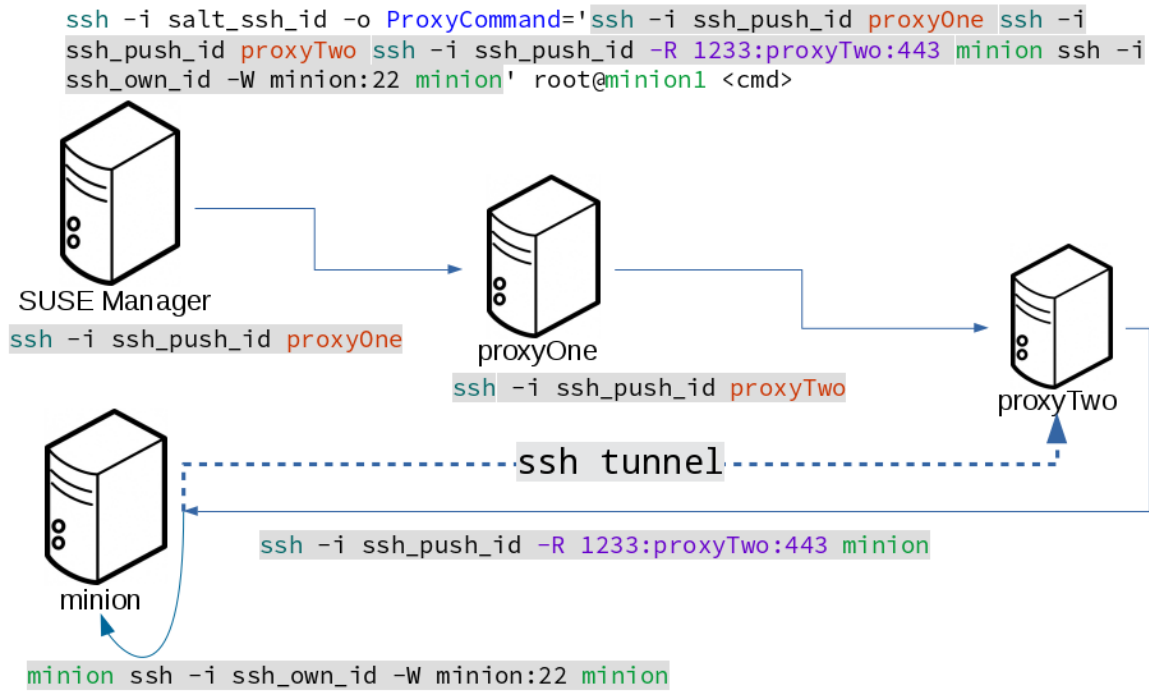 ssh -i salt_ssh_id -o ProxyCommand='ssh -i ssh_push_id proxyOne ssh -i
ssh_push_id proxyTwo ssh -i ssh_push_id -R 1233:proxyTwo:443 minion ssh -i
ssh_own_id -W minion:22 minion' root@minion1 <cmd>
SUSE Manager
ssh -i ssh_push_id proxyOne
proxyOne
ssh -i ssh_push_id proxyTwo
proxyTwo
ssh tunnel
ssh -i ssh_push_id -R 1233:proxyTwo:443 minion
minion
minion ssh -i ssh_own_id -W minion:22 minion